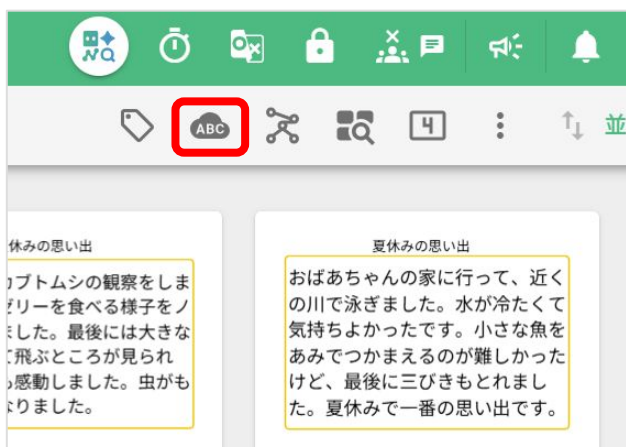 ABC
4
並
休みの思い出
カブトムシの観察をしま
ゼリーを食べる様子をノ
ました。最後には大きな
て飛ぶところが見られ
も感動しました。虫がも
なりました。
夏休みの思い出
おばあちゃんの家に行って、近く
の川で泳ぎました。水が冷たくて
気持ちよかったです。小さな魚を
あみでつかまえるのが難しかった
けど、最後に三びきもとれまし
た。夏休みで一番の思い出です。